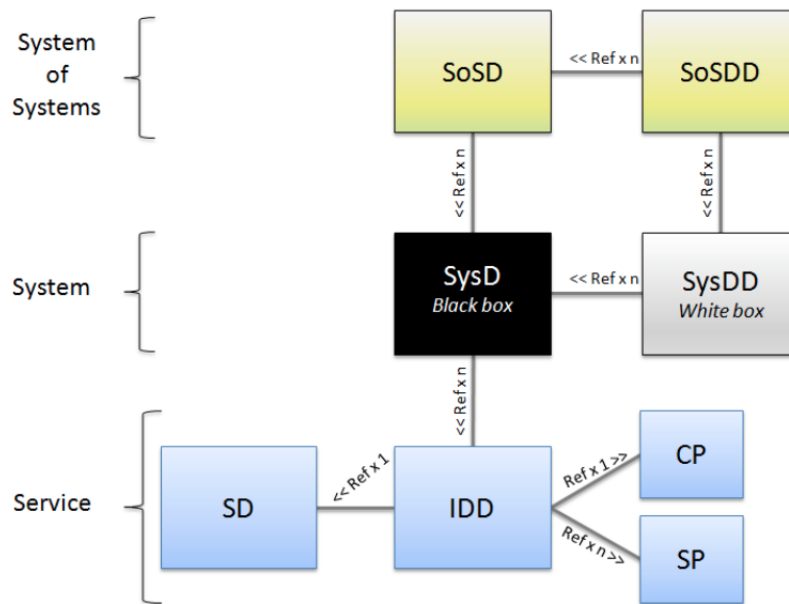 System
of
Systems
SoSD
<< Ref x n
SoSDD
<< Ref x n
<< Ref x n
System
SysD
Black box
<< Ref x n
SysDD
White box
<< Ref x n
Service
SD
<< Ref x 1
IDD
Ref x 1 >>
CP
Ref x n >>
SP